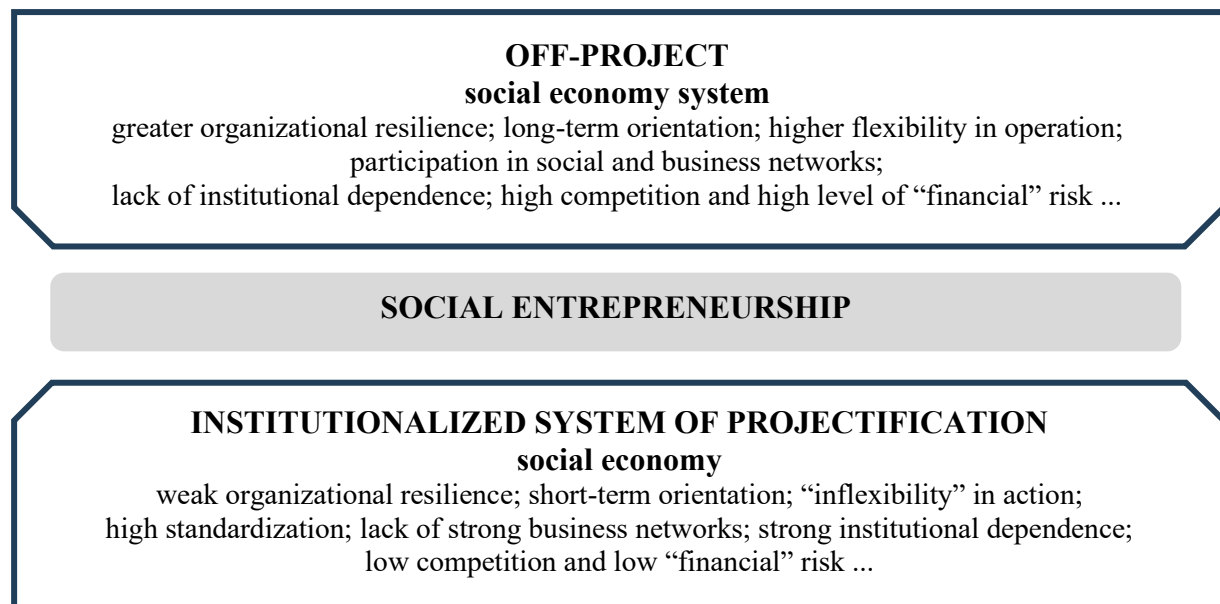 OFF-PROJECT
social economy system
greater organizational resilience; long-term orientation; higher flexibility in operation;
participation in social and business networks;
lack of institutional dependence; high competition and high level of “financial” risk ...
SOCIAL ENTREPRENEURSHIP
INSTITUTIONALIZED SYSTEM OF PROJECTIFICATION
social economy
weak organizational resilience; short-term orientation; “inflexibility” in action;
high standardization; lack of strong business networks; strong institutional dependence;
low competition and low “financial” risk ...